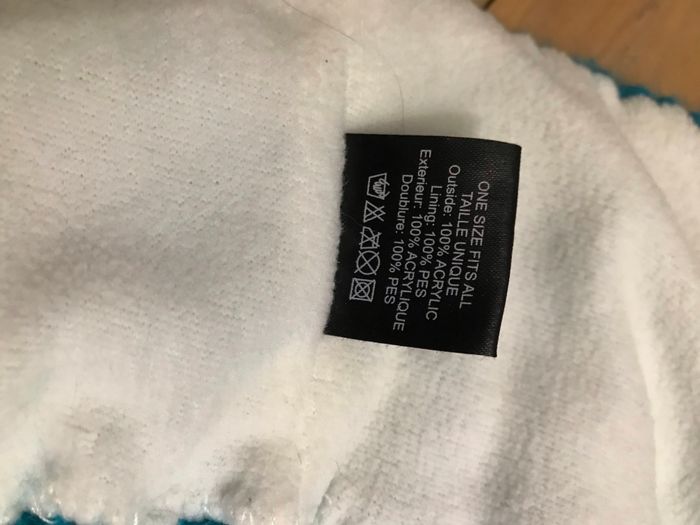 ONE SIZE FITS ALL
TAILLE UNIQUE
Outside: 100% ACRYLIC
Lining: 100% PES
Exterieur: 100% ACRYLIQUE
Doublure: 100% PES